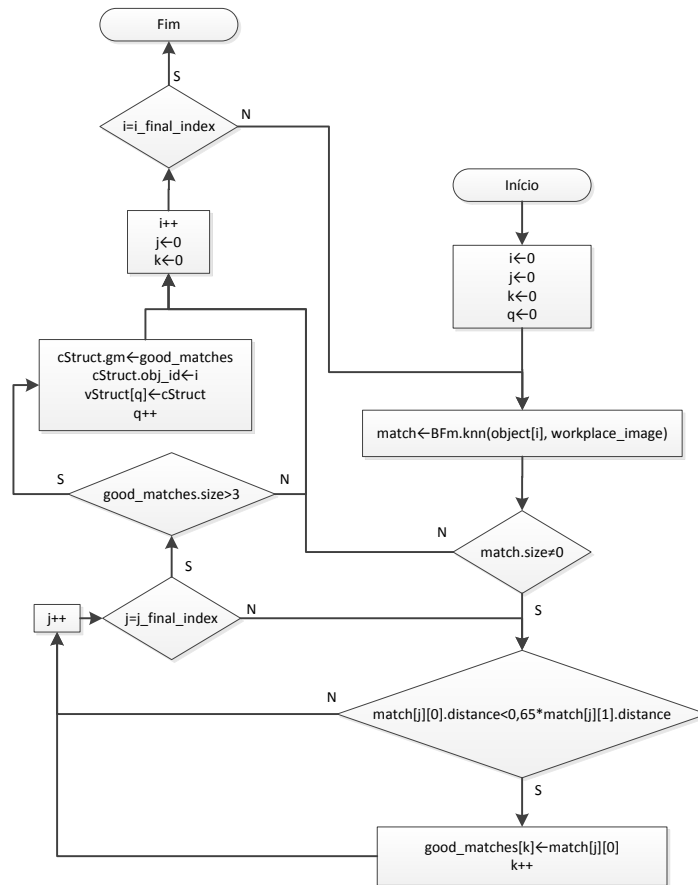 Fim
S
N
i=i_final_index
Início
i++
j←0
k←0
i←0
j←0
k←0
q←0
cStruct.gm←good_matches
cStruct.obj_id←i
vStruct[q]←cStruct
q++
match←BFm.knn(object[i], workplace_image)
S
good_matches.size>3
N
N
match.size≠0
S
S
j++
j=j_final_index
N
N
match[j][0].distance<0,65*match[j][1].distance
S
good_matches[k]←match[j][0]
k++